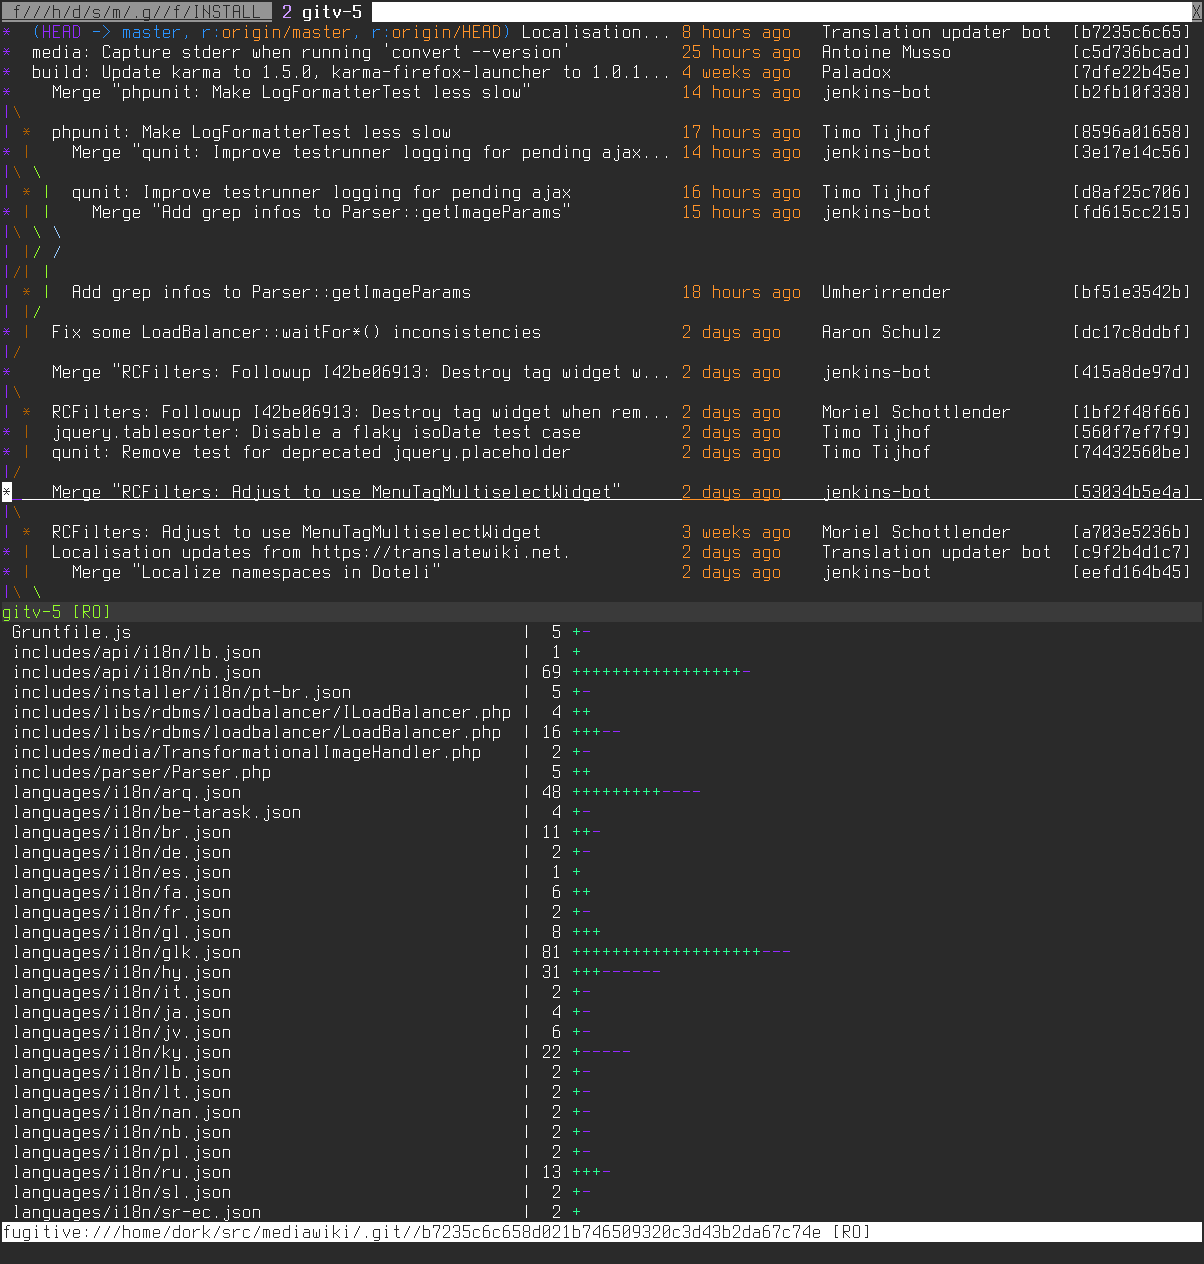 f///h/d/s/m/.g//f/INSTALL  2 gitv-5 X
*  (HEAD -> master, r:origin/master, r:origin/HEAD) Localisation...  8 hours ago   Translation updater bot  [b7235c6c65]
*  media: Capture stderr when running 'convert --version'           25 hours ago  Antoine Musso            [c5d736bcad]
*  build: Update karma to 1.5.0, karma-firefox-launcher to 1.0.1... 4 weeks ago   Paladox                  [7dfe22b45e]
*    Merge "phpunit: Make LogFormatterTest less slow"               14 hours ago  jenkins-bot              [b2fb10f338]
|\
| *  phpunit: Make LogFormatterTest less slow                       17 hours ago  Timo Tijhof              [8596a01658]
* |    Merge "qunit: Improve testrunner logging for pending ajax... 14 hours ago  jenkins-bot              [3e17e14c56]
|\ \
| * |  qunit: Improve testrunner logging for pending ajax           16 hours ago  Timo Tijhof              [d8af25c706]
* | |    Merge "Add grep infos to Parser::getImageParams"           15 hours ago  jenkins-bot              [fd615cc215]
|\ \ \
| |/ /
|/| |
| * |  Add grep infos to Parser::getImageParams                     18 hours ago  Umherirrender            [bf51e3542b]
| |/
* |  Fix some LoadBalancer::waitFor*() inconsistencies              2 days ago    Aaron Schulz             [dc17c8ddbf]
|/
*    Merge "RCFilters: Followup I42be06913: Destroy tag widget w... 2 days ago    jenkins-bot              [415a8de97d]
|\
| *  RCFilters: Followup I42be06913: Destroy tag widget when rem... 2 days ago    Moriel Schottlender      [1bf2f48f66]
* |  jquery.tablesorter: Disable a flaky isoDate test case          2 days ago    Timo Tijhof              [560f7ef7f9]
* |  qunit: Remove test for deprecated jquery.placeholder           2 days ago    Timo Tijhof              [74432560be]
|/
*    Merge "RCFilters: Adjust to use MenuTagMultiselectWidget"      2 days ago    jenkins-bot              [53034b5e4a]
|\
| *  RCFilters: Adjust to use MenuTagMultiselectWidget              3 weeks ago   Moriel Schottlender      [a703e5236b]
* |  Localisation updates from https://translatewiki.net.           2 days ago    Translation updater bot  [c9f2b4d1c7]
* |    Merge "Localize namespaces in Doteli"                        2 days ago    jenkins-bot              [eefd164b45]
|\ \
gitv-5 [RO]
Gruntfile.js                                       |  5 +-
includes/api/i18n/lb.json                          |  1 +
includes/api/i18n/nb.json                          | 69 +++++++++++++++++-
includes/installer/i18n/pt-br.json                 |  5 +-
includes/libs/rdbms/loadbalancer/ILoadBalancer.php |  4 ++
includes/libs/rdbms/loadbalancer/LoadBalancer.php  | 16 +++--
includes/media/TransformationalImageHandler.php    |  2 +-
includes/parser/Parser.php                         |  5 ++
languages/i18n/arq.json                            | 48 +++++++++----
languages/i18n/be-tarask.json                      |  4 +-
languages/i18n/br.json                             | 11 ++-
languages/i18n/de.json                             |  2 +-
languages/i18n/es.json                             |  1 +
languages/i18n/fa.json                             |  6 ++
languages/i18n/fr.json                             |  2 +-
languages/i18n/gl.json                             |  8 +++
languages/i18n/glk.json                            | 81 +++++++++++++++++++---
languages/i18n/hy.json                             | 31 +++------
languages/i18n/it.json                             |  2 +-
languages/i18n/ja.json                             |  4 +-
languages/i18n/jv.json                             |  6 +-
languages/i18n/ky.json                             | 22 +-----
languages/i18n/lb.json                             |  2 +-
languages/i18n/lt.json                             |  2 +-
languages/i18n/nan.json                            |  2 +-
languages/i18n/nb.json                             |  2 +-
languages/i18n/pl.json                             |  2 +-
languages/i18n/ru.json                             | 13 +++-
languages/i18n/sl.json                             |  2 +-
languages/i18n/sr-ec.json                          |  2 +
fugitive:///home/dork/src/mediawiki/.git//b7235c6c658d021b746509320c3d43b2da67c74e [RO]